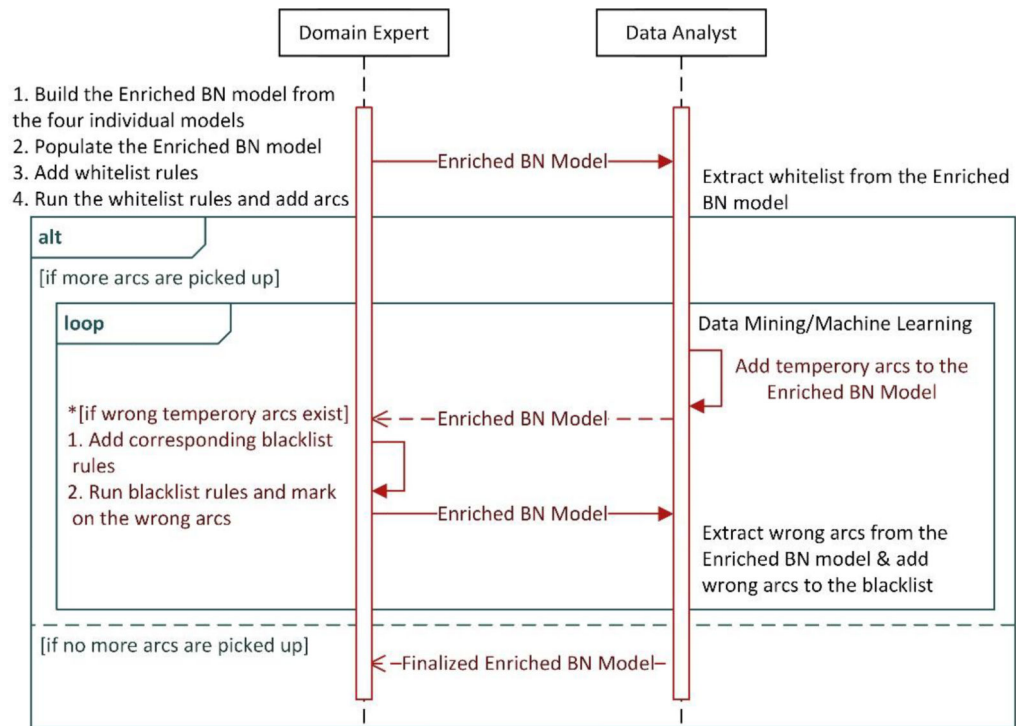 Domain Expert
Data Analyst
1. Build the Enriched BN model from
the four individual models
2. Populate the Enriched BN model
3. Add whitelist rules
4. Run the whitelist rules and add arcs
Enriched BN Model
Extract whitelist from the Enriched
BN model
alt
[if more arcs are picked up]
loop
Data Mining/Machine Learning
Add temperory arcs to the
Enriched BN Model
*[if wrong temperory arcs exist]
1. Add corresponding blacklist
rules
2. Run blacklist rules and mark
on the wrong arcs
Enriched BN Model
Enriched BN Model
Extract wrong arcs from the
Enriched BN model & add
wrong arcs to the blacklist
[if no more arcs are picked up]
Finalized Enriched BN Model